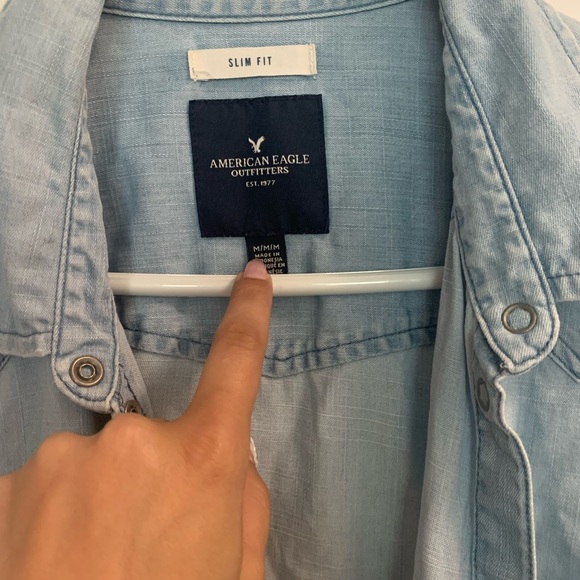 SLIM FIT
AMERICAN EAGLE
OUTFITTERS
EST. 1977
M/M/M
MADE IN